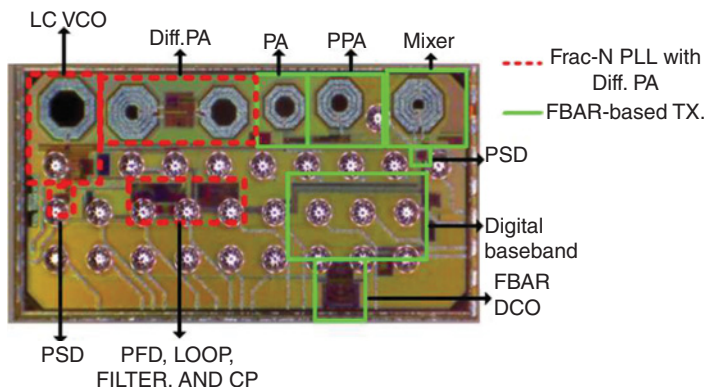 LC VCO
Diff.PA
PA
PPA
Mixer
Frac-N PLL with
Diff. PA
FBAR-based TX.
PSD
Digital
baseband
FBAR
DCO
PSD
PFD, LOOP,
FILTER, AND CP